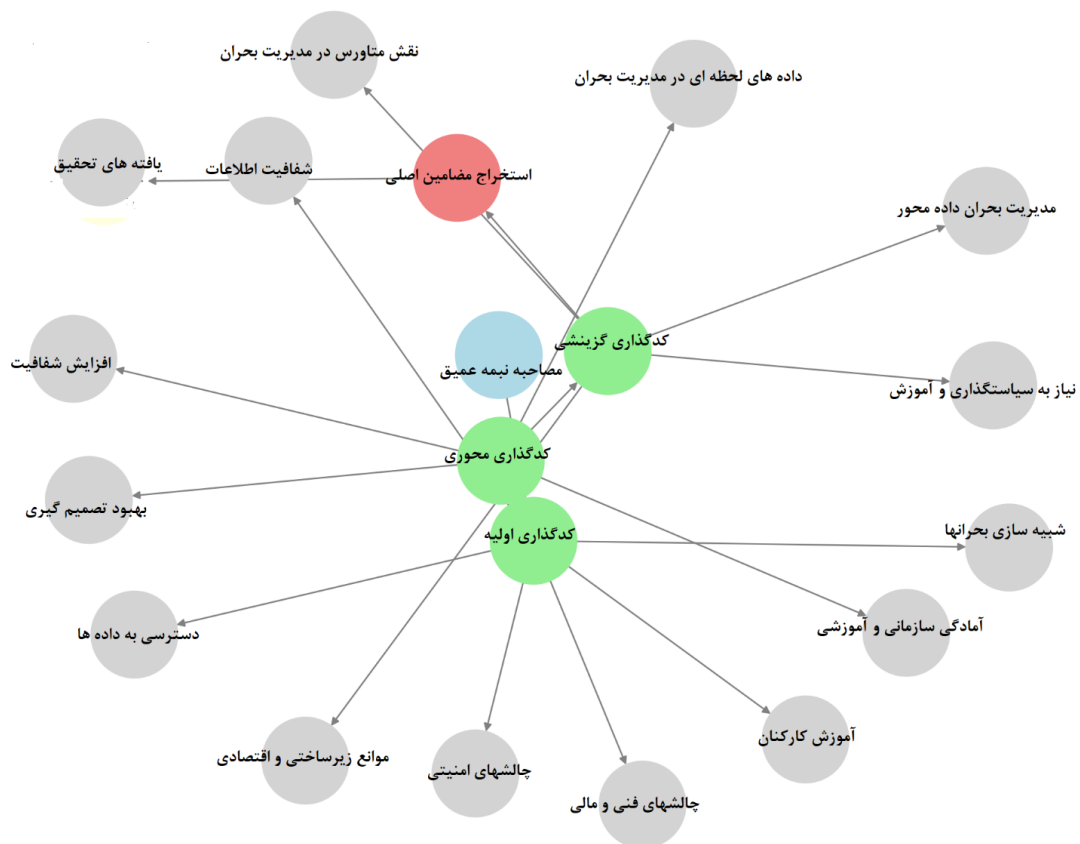 نقش متاورس در مدیریت بحران
داده های لحظه ای در مدیریت بحران
یافته های تحقیق
شفافیت اطلاعات
استخراج مضامین اصلی
مدیریت بحران داده محور
کدگذاری گزینشی
افزایش شفافیت
مصاحبه نیمه عمیق
نیاز به سیاستگذاری و آموزش
کدگذاری محوری
بهبود تصمیم گیری
کدگذاری اولیه
شبیه سازی بحرانها
دسترسی به داده ها
آمادگی سازمانی و آموزشی
آموزش کارکنان
موانع زیرساختی و اقتصادی
چالشهای امنیتی
چالشهای فنی و مالی